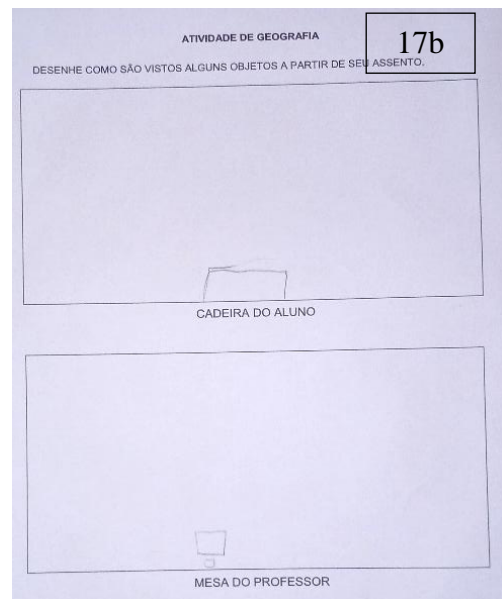 ATIVIDADE DE GEOGRAFIA
17b
DESENHE COMO SÃO VISTOS ALGUNS OBJETOS A PARTIR DE SEU ASSENTO.
CADEIRA DO ALUNO
MESA DO PROFESSOR